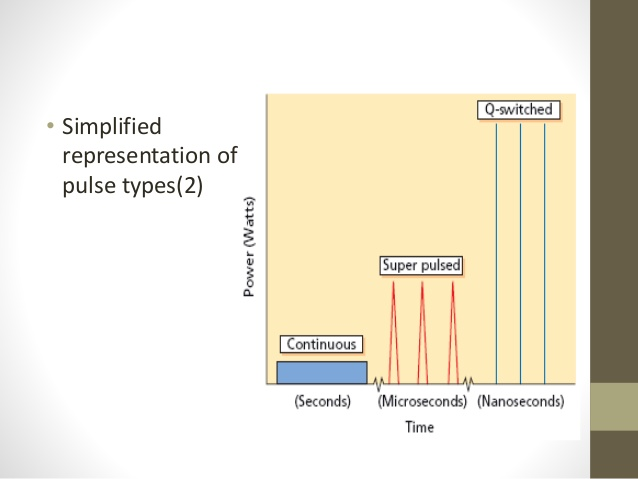 • Simplified
representation of
pulse types(2)
Q-switched
Super pulsed
Continuous
Power (Watts)
(Seconds) (Microseconds) (Nanoseconds)
Time